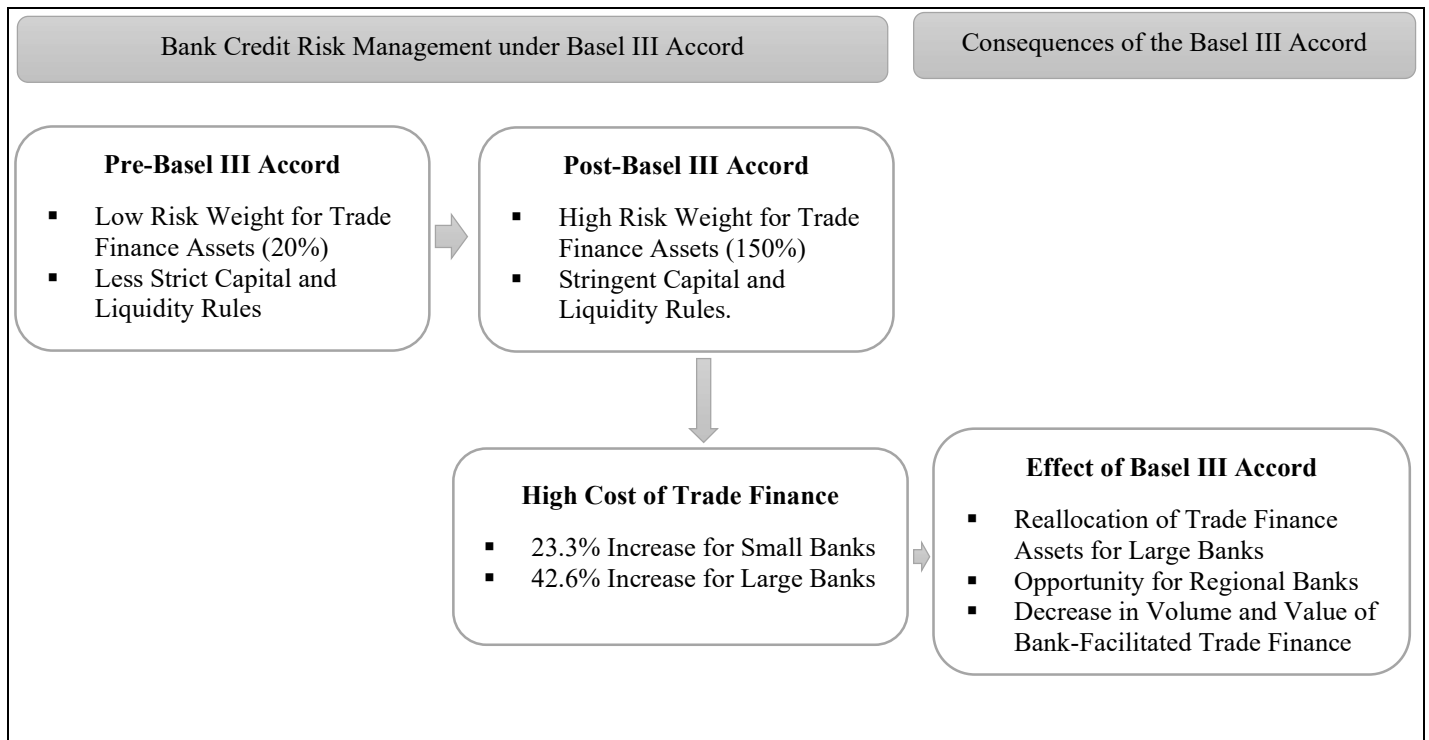 Bank Credit Risk Management under Basel III Accord
Consequences of the Basel III Accord
Pre-Basel III Accord
▪ Low Risk Weight for Trade
Finance Assets (20%)
▪ Less Strict Capital and
Liquidity Rules
Post-Basel III Accord
▪ High Risk Weight for Trade
Finance Assets (150%)
▪ Stringent Capital and
Liquidity Rules.
High Cost of Trade Finance
▪ 23.3% Increase for Small Banks
▪ 42.6% Increase for Large Banks
Effect of Basel III Accord
▪ Reallocation of Trade Finance
Assets for Large Banks
▪ Opportunity for Regional Banks
▪ Decrease in Volume and Value of
Bank-Facilitated Trade Finance